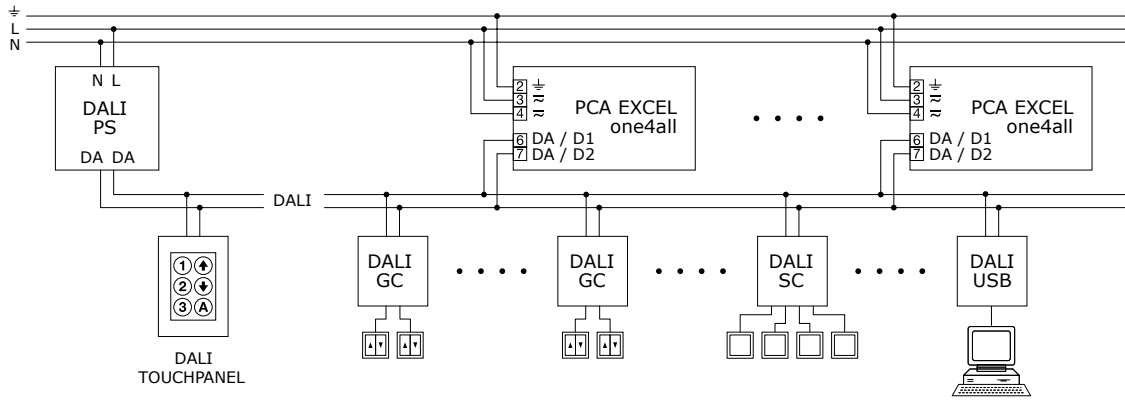 L
N
N L
DALI
PS
DA DA
2
3
4
PCA EXCEL
one4all
6 DA / D1
7 DA / D2
2
3
4
PCA EXCEL
one4all
6 DA / D1
7 DA / D2
DALI
1
2
3 A
DALI
TOUCHPANEL
DALI
GC
DALI
GC
DALI
SC
DALI
USB